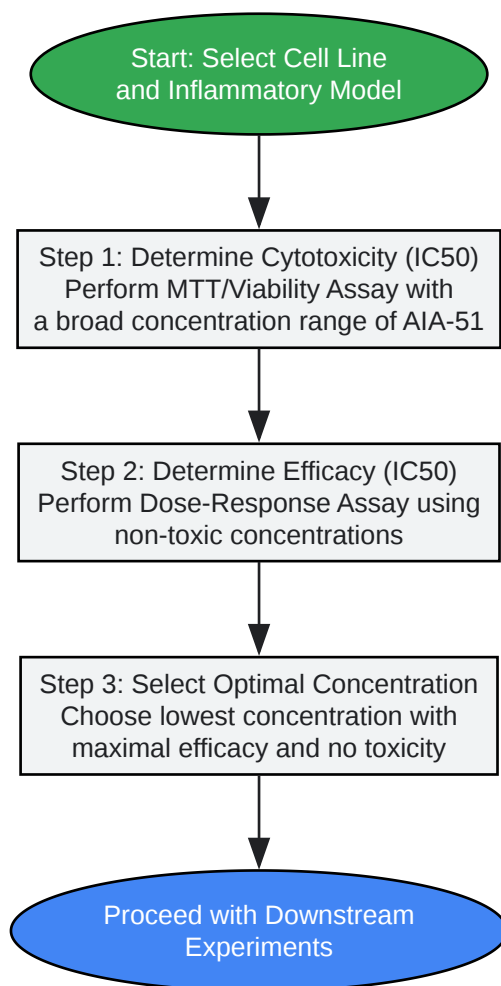 Start: Select Cell Line
and Inflammatory Model
Step 1: Determine Cytotoxicity (IC50)
Perform MTT/Viability Assay with
a broad concentration range of AIA-51
Step 2: Determine Efficacy (IC50)
Perform Dose-Response Assay using
non-toxic concentrations
Step 3: Select Optimal Concentration
Choose lowest concentration with
maximal efficacy and no toxicity
Proceed with Downstream
Experiments